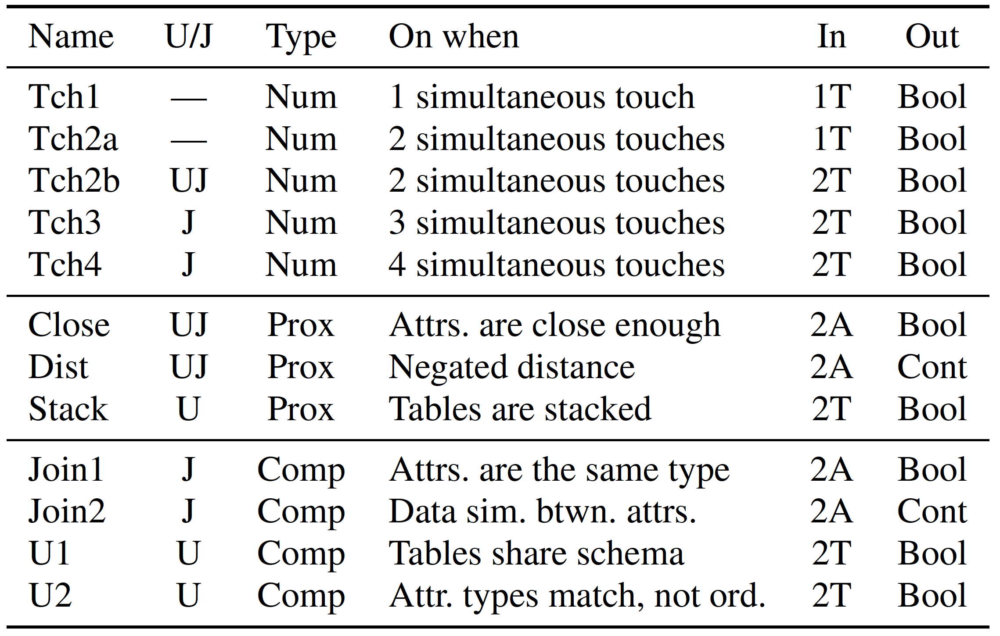 Name U/J Type On when In Out
Tch1 — Num 1 simultaneous touch 1T Bool
Tch2a — Num 2 simultaneous touches 1T Bool
Tch2b UJ Num 2 simultaneous touches 2T Bool
Tch3 J Num 3 simultaneous touches 2T Bool
Tch4 J Num 4 simultaneous touches 2T Bool
Close UJ Prox Attrs. are close enough 2A Bool
Dist UJ Prox Negated distance 2A Cont
Stack U Prox Tables are stacked 2T Bool
Join1 J Comp Attrs. are the same type 2A Bool
Join2 J Comp Data sim. btwn. attrs. 2A Cont
U1 U Comp Tables share schema 2T Bool
U2 U Comp Attr. types match, not ord. 2T Bool